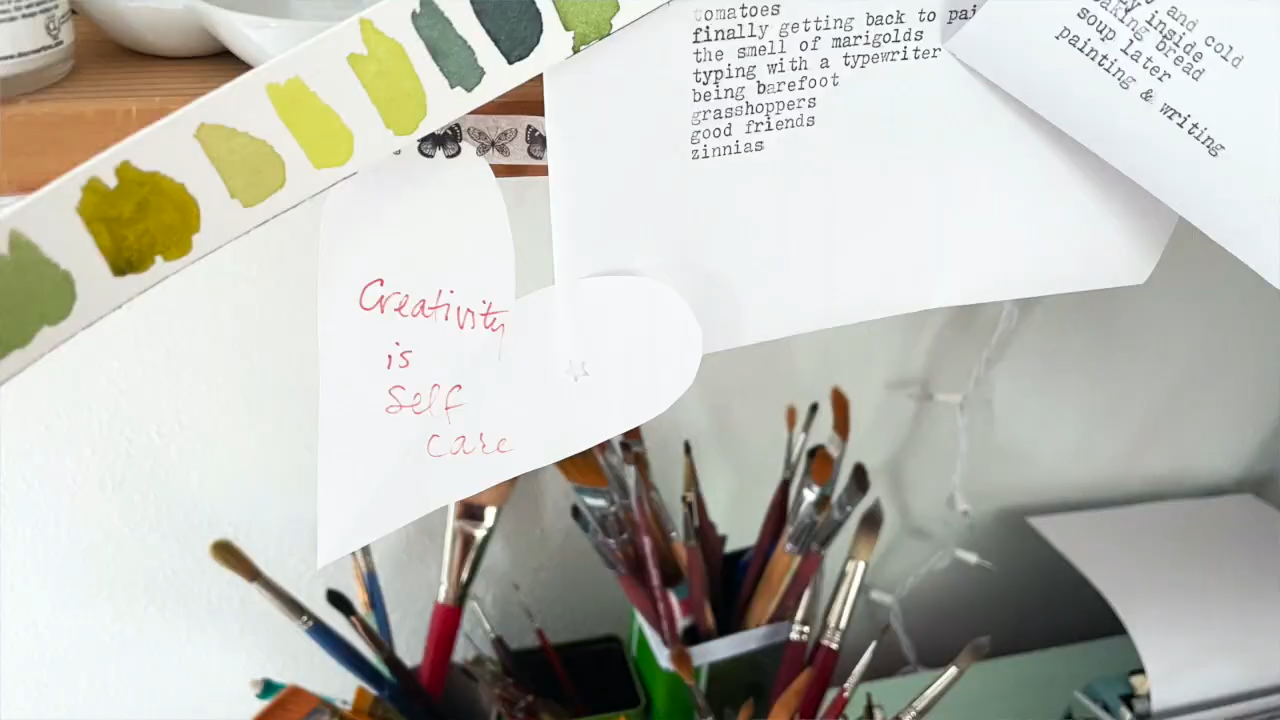 tomatoes
finally getting back to pai
the smell of marigolds
typing with a typewriter
being barefoot
grasshoppers
good friends
zinnias
and cold
inside
bread
soup later
painting & writing
Creativity
is
self
care